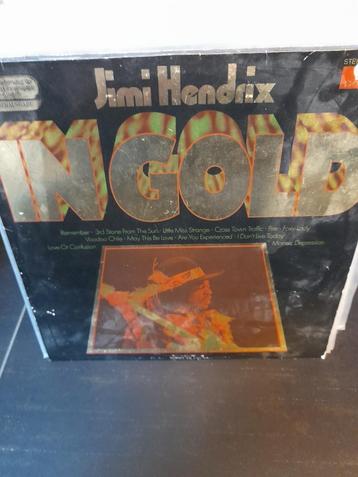 STE
Jimi Hendrix
IN GOLD
Remember · 3rd Stone From The Sun · Little Miss Strange · Cross Town Traffic · Fire · Foxy Lady
Voodoo Chile · May This Be Love · Are You Experienced · I Don't Live Today
Love Or Confusion · Manic Depression